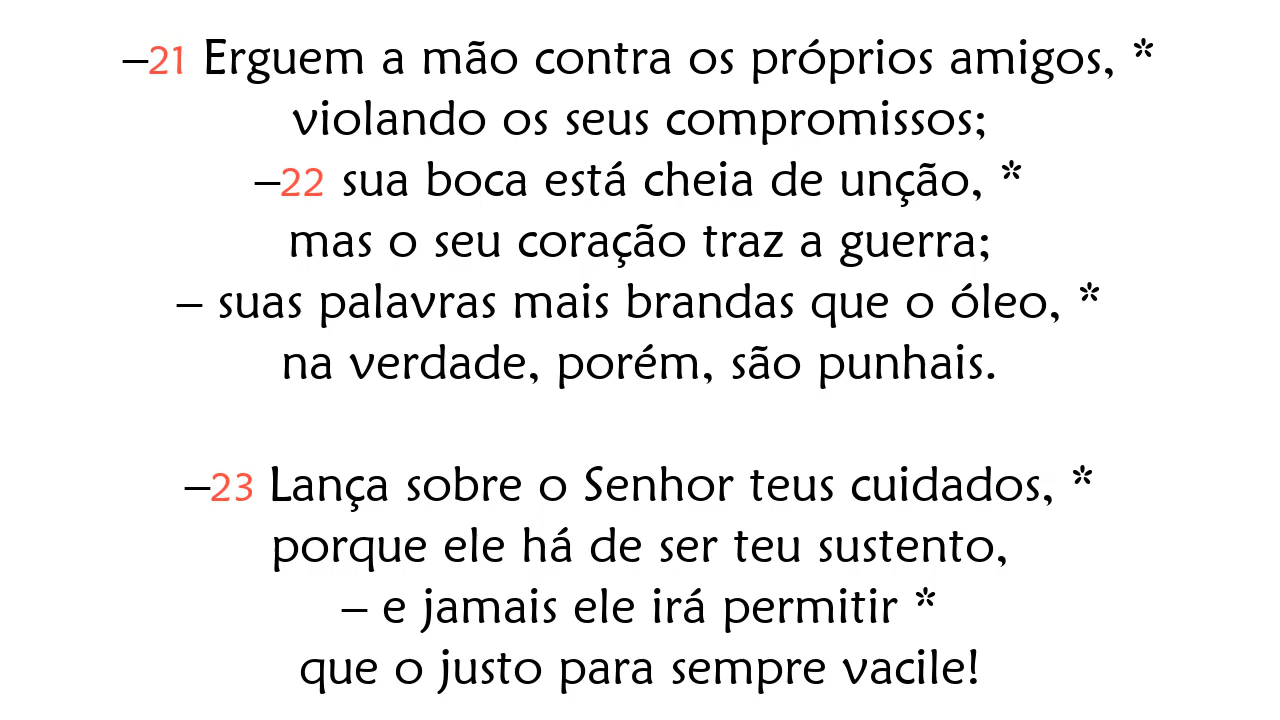 –21 Erguem a mão contra os próprios amigos, *
violando os seus compromissos;
–22 sua boca está cheia de unção, *
mas o seu coração traz a guerra;
– suas palavras mais brandas que o óleo, *
na verdade, porém, são punhais.
–23 Lança sobre o Senhor teus cuidados, *
porque ele há de ser teu sustento,
– e jamais ele irá permitir *
que o justo para sempre vacile!